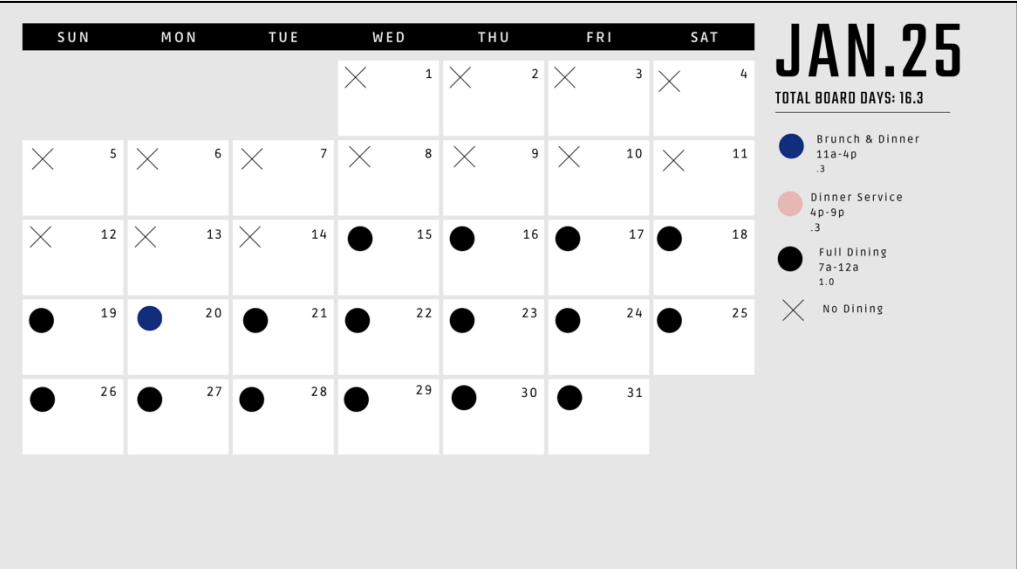 SUN MON TUE WED THU FRI SAT
1 2 3 4
5 6 7 8 9 10 11
12 13 14 15 16 17 18
19 20 21 22 23 24 25
26 27 28 29 30 31
JAN.25
TOTAL BOARD DAYS: 16.3
Brunch & Dinner
11a-4p
.3
Dinner Service
4p-9p
.3
Full Dining
7a-12a
1.0
No Dining